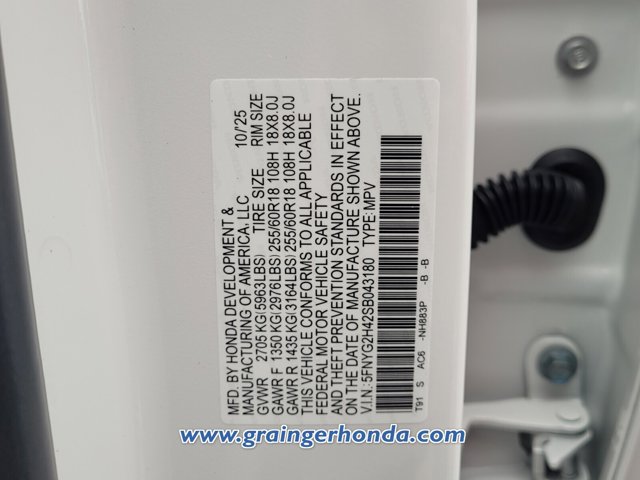 MFD. BY HONDA DEVELOPMENT &
MANUFACTURING OF AMERICA, LLC 10/'25
GVWR 2705 KG(5963LBS) TIRE SIZE RIM SIZE
GAWR F 1350 KG(2976LBS) 255/60R18 108H 18X8.0J
GAWR R 1435 KG(3164LBS) 255/60R18 108H 18X8.0J
THIS VEHICLE CONFORMS TO ALL APPLICABLE
FEDERAL MOTOR VEHICLE SAFETY
AND THEFT PREVENTION STANDARDS IN EFFECT
ON THE DATE OF MANUFACTURE SHOWN ABOVE.
V.I.N.: 5FNYG2H42SB043180 TYPE: MPV
T91 S AC6 -NH883P -B -B
www.graingerhonda.com